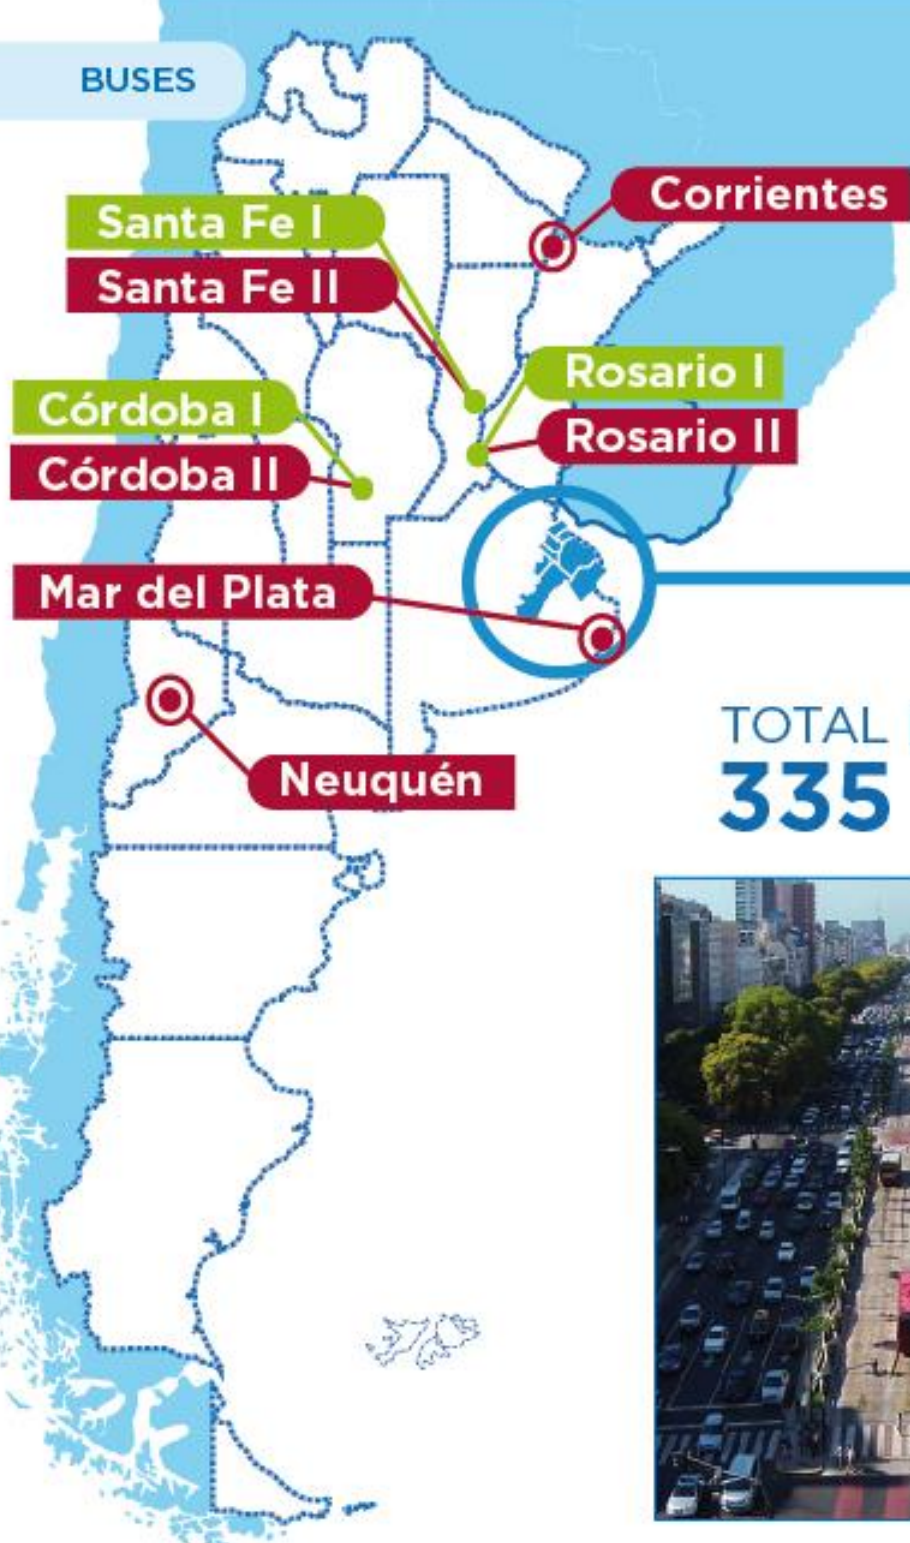 BUSES
Corrientes
Santa Fe I
Santa Fe II
Rosario I
Córdoba I
Rosario II
Córdoba II
Mar del Plata
Neuquén
TOTAL
335